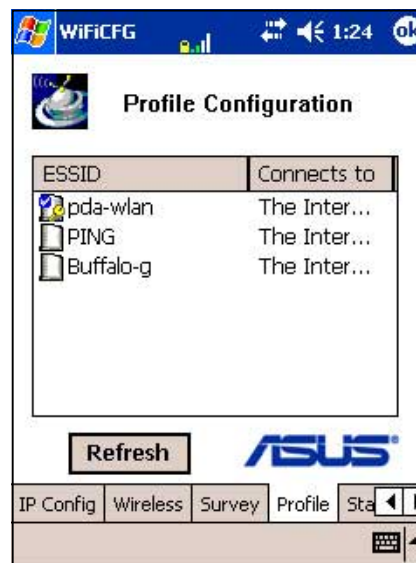 WiFiCFG 1:24 ok
Profile Configuration
ESSID Connects to
pda-wlan The Inter...
PING The Inter...
Buffalo-g The Inter...
Refresh ASUS
IP Config Wireless Survey Profile Sta